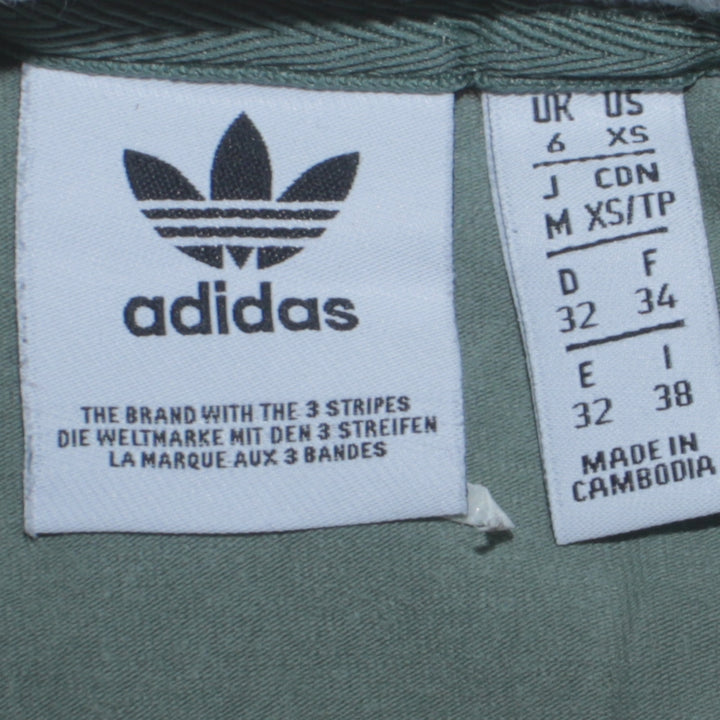 adidas
THE BRAND WITH THE 3 STRIPES
DIE WELTMARKE MIT DEN 3 STREIFEN
LA MARQUE AUX 3 BANDES
UK US
6 XS
J CDN
M XS/TP
D F
32 34
E I
32 38
MADE IN
CAMBODIA